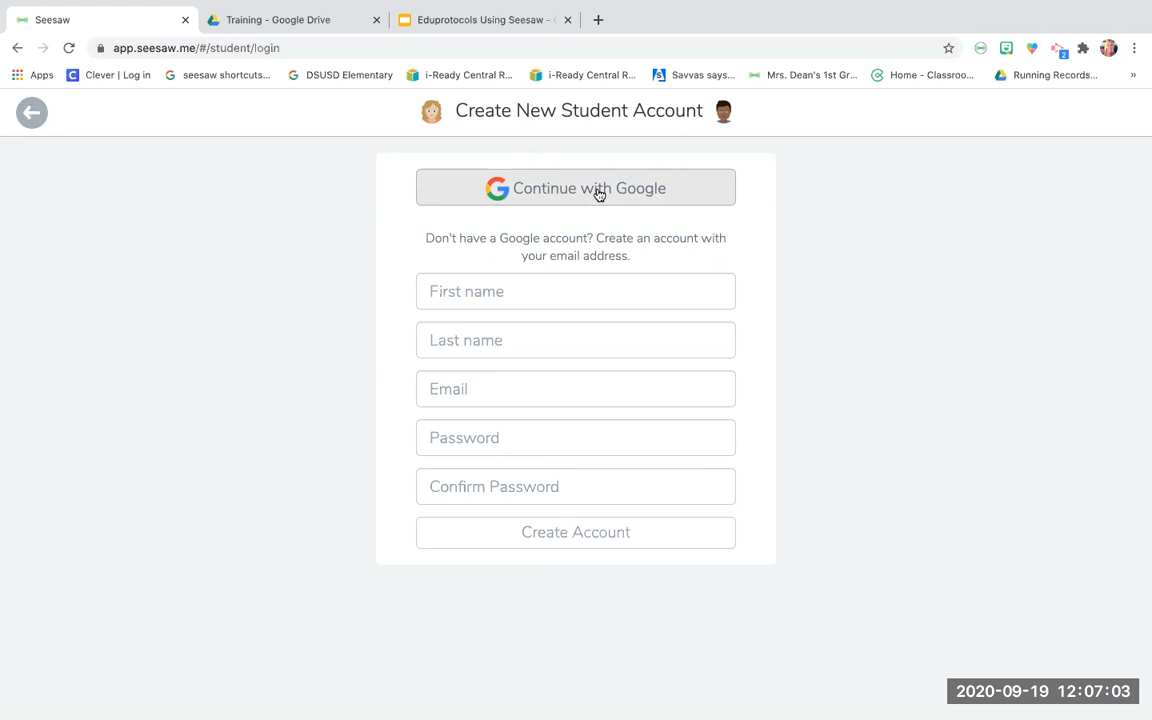 Seesaw
Training - Google Drive
Eduprotocols Using Seesaw -
app.seesaw.me/#/student/login
2
Apps
Clever | Log in
seesaw shortcuts...
DSUSD Elementary
i-Ready Central R...
i-Ready Central R...
Savvas says...
Mrs. Dean's 1st Gr...
Home - Classroo...
Running Records...
»
Create New Student Account
Continue with Google
Don't have a Google account? Create an account with
your email address.
First name
Last name
Email
Password
Confirm Password
Create Account
2020-09-19 12:07:03